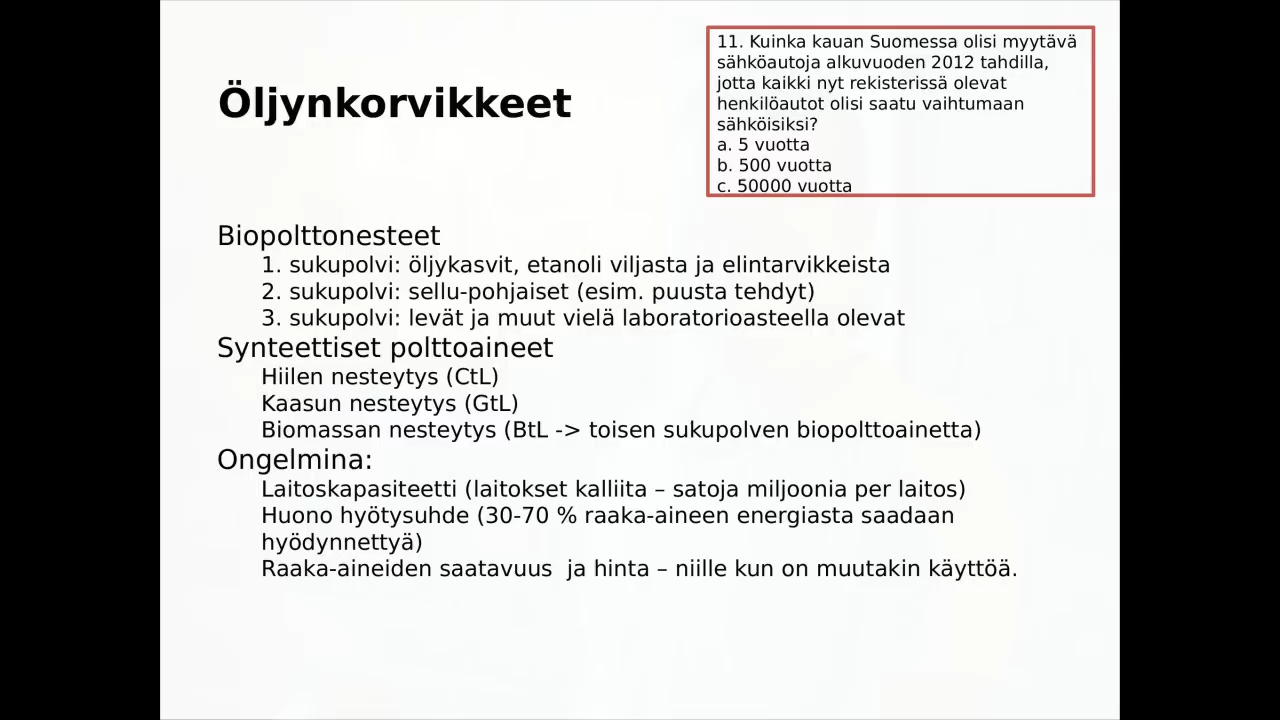 Öljynkorvikkeet
11. Kuinka kauan Suomessa olisi myytävä
sähköautoja alkuvuoden 2012 tahdilla,
jotta kaikki nyt rekisterissä olevat
henkilöautot olisi saatu vaihtumaan
sähköisiksi?
a. 5 vuotta
b. 500 vuotta
c. 50000 vuotta
Biopolttonesteet
1. sukupolvi: öljykasvit, etanoli viljasta ja elintarvikkeista
2. sukupolvi: sellu-pohjaiset (esim. puusta tehdyt)
3. sukupolvi: levät ja muut vielä laboratorioasteella olevat
Synteettiset polttoaineet
Hiilen nesteytys (CtL)
Kaasun nesteytys (GtL)
Biomassan nesteytys (BtL -> toisen sukupolven biopolttoainetta)
Ongelmina:
Laitoskapasiteetti (laitokset kalliita – satoja miljoonia per laitos)
Huono hyötysuhde (30-70 % raaka-aineen energiasta saadaan
hyödynnettyä)
Raaka-aineiden saatavuus  ja hinta – niille kun on muutakin käyttöä.